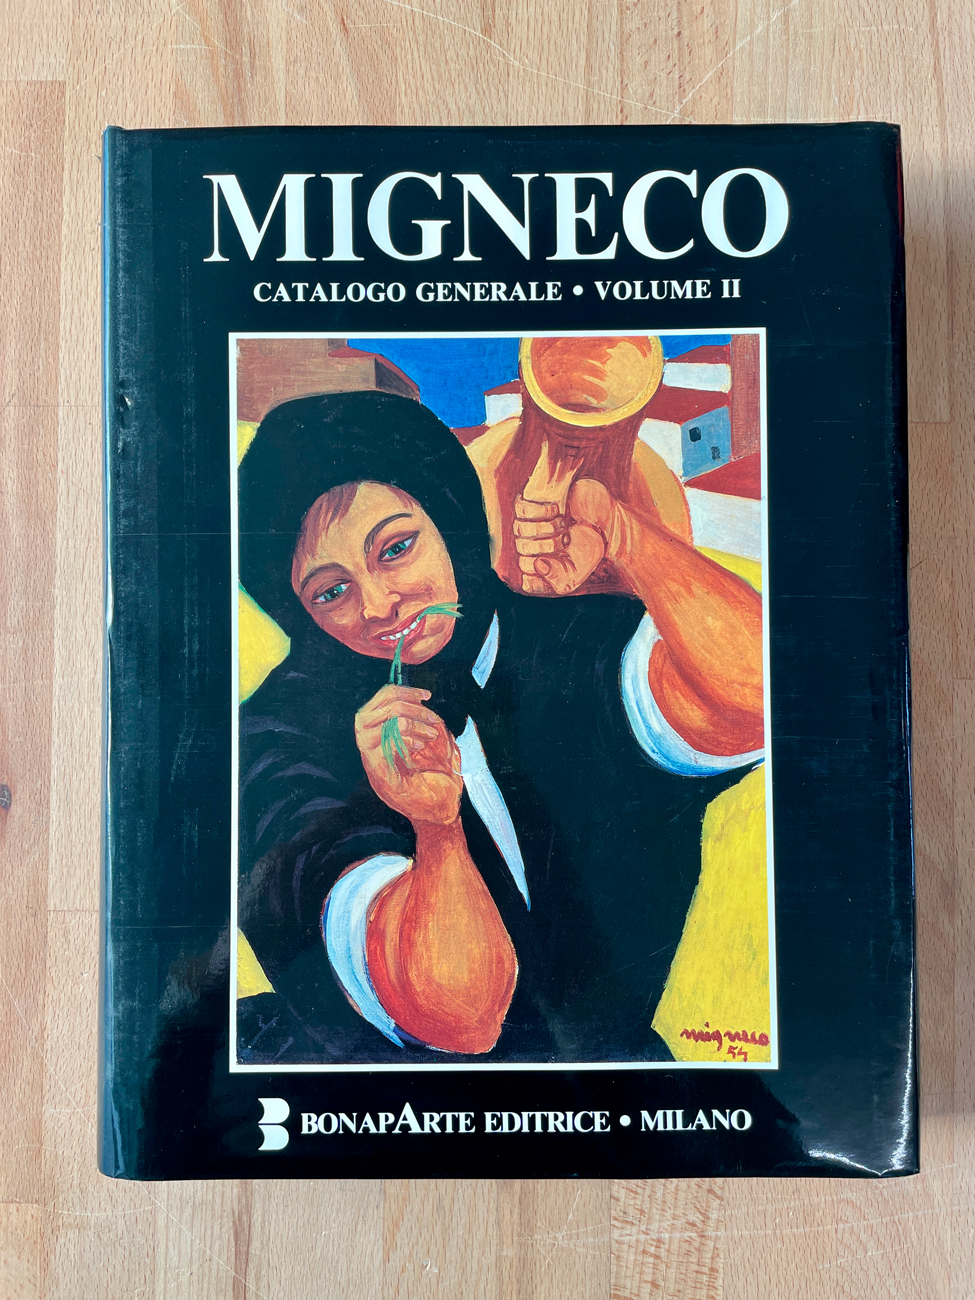 MIGNECO
CATALOGO GENERALE • VOLUME II
migneco
54
BONAPARTE EDITRICE • MILANO